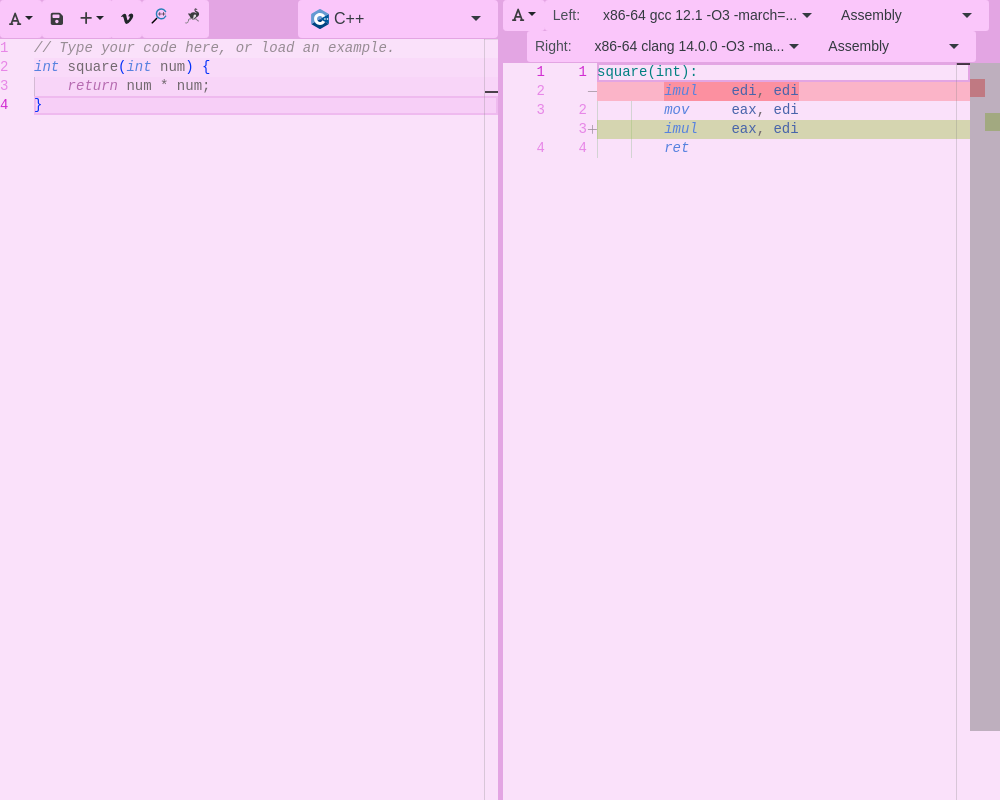 C++
1 // Type your code here, or load an example.
2 int square(int num) {
3 return num * num;
4 }
Left: x86-64 gcc 12.1 -O3 -march=... Assembly
Right: x86-64 clang 14.0.0 -O3 -ma... Assembly
1 1 square(int):
2 — imul edi, edi
3 2 mov eax, edi
3+ imul eax, edi
4 4 ret